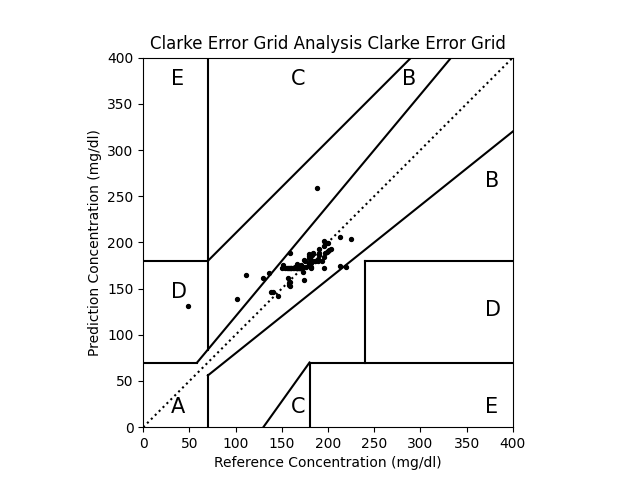 Clarke Error Grid Analysis Clarke Error Grid
400
350
300
250
200
150
100
50
0
Prediction Concentration (mg/dl)
E
C
B
B
D
D
A
C
E
0
50
100
150
200
250
300
350
400
Reference Concentration (mg/dl)